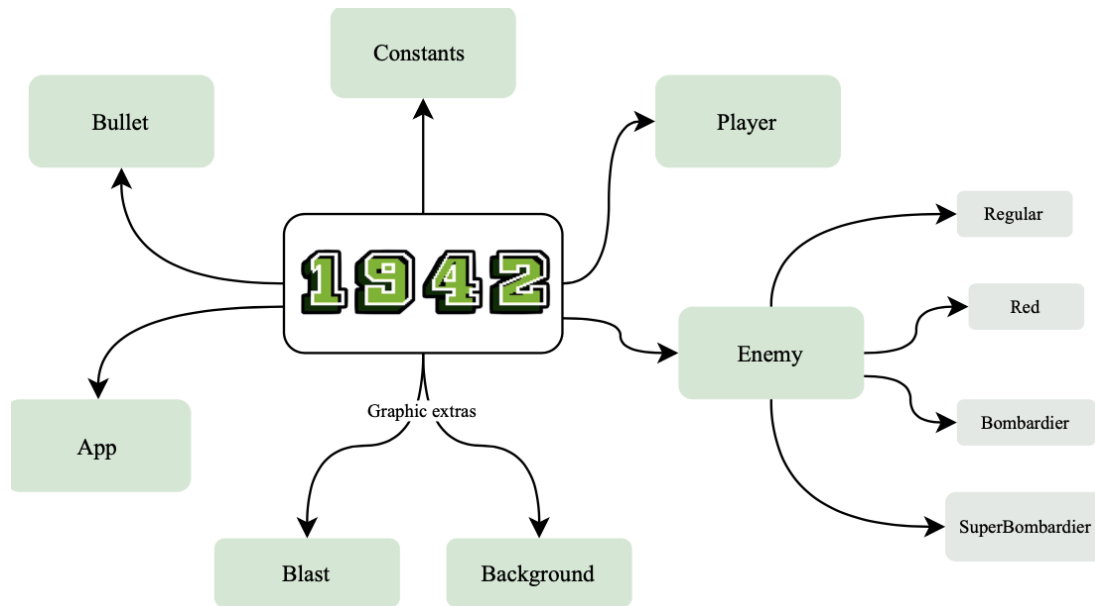 Constants
Bullet
Player
Regular
1942
Red
Enemy
Graphic extras
Bombardier
App
SuperBombardier
Blast
Background